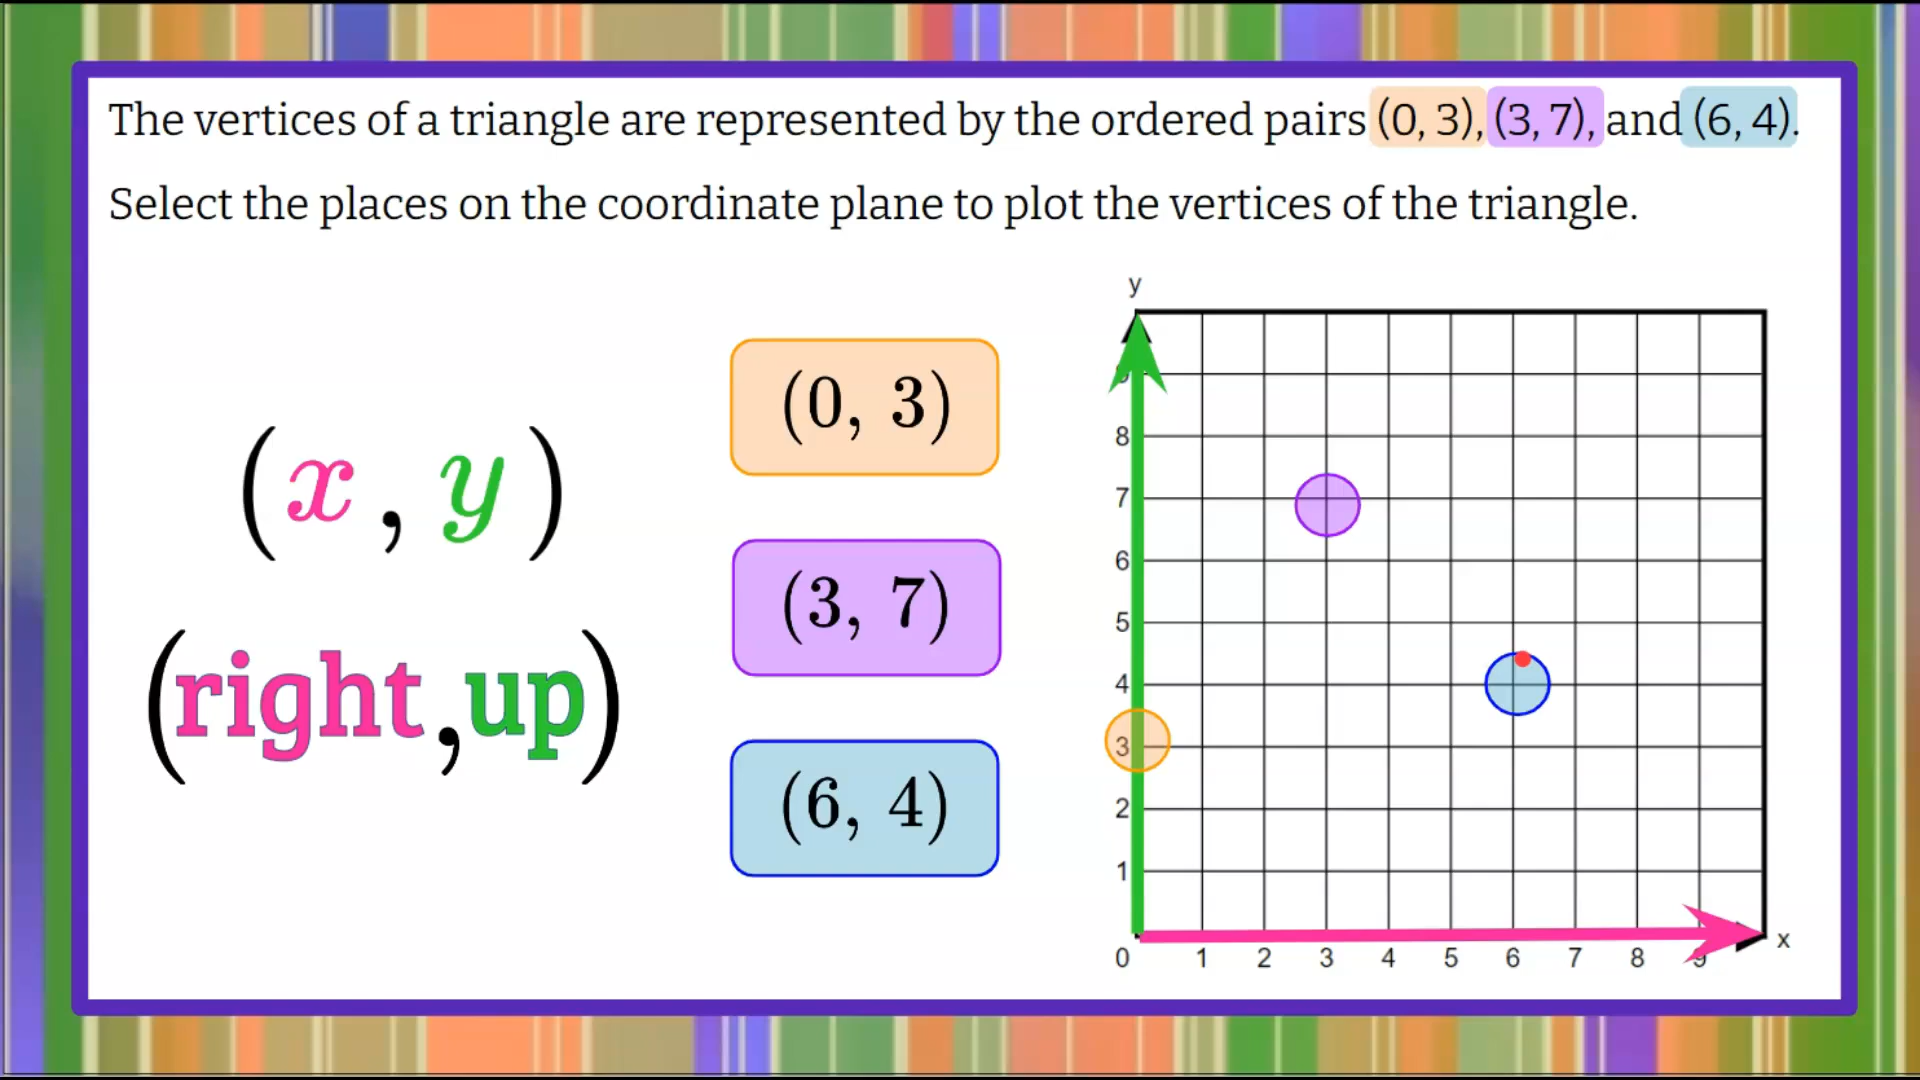 The vertices of a triangle are represented by the ordered pairs (0, 3), (3, 7), and (6, 4).
Select the places on the coordinate plane to plot the vertices of the triangle.
(x, y)
(right, up)
(0, 3)
(3, 7)
(6, 4)
y
9
8
7
6
5
4
3
2
1
0 1 2 3 4 5 6 7 8 9
x